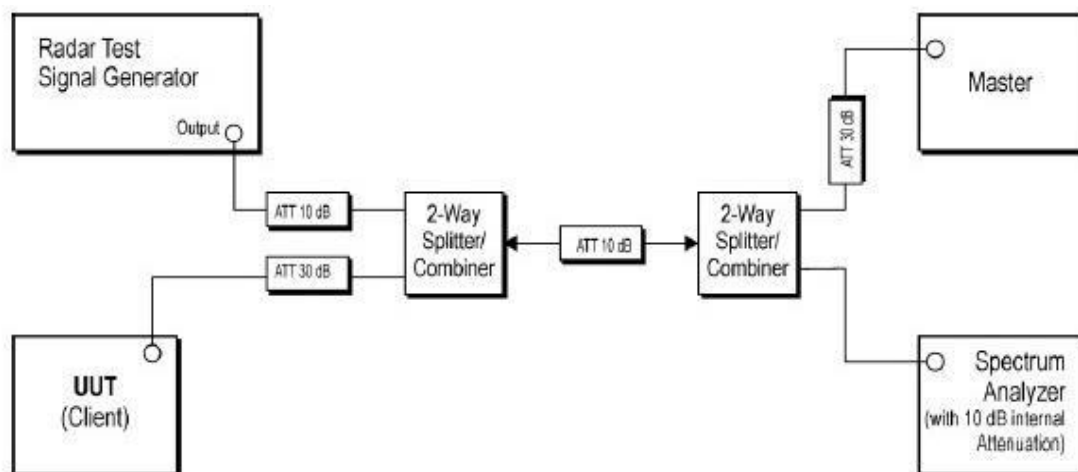 Radar Test
Signal Generator
Output
Master
ATT 30 dB
ATT 10 dB
2-Way
Splitter/
Combiner
ATT 10 dB
2-Way
Splitter/
Combiner
ATT 30 dB
UUT
(Client)
Spectrum
Analyzer
(with 10 dB internal
Attenuation)